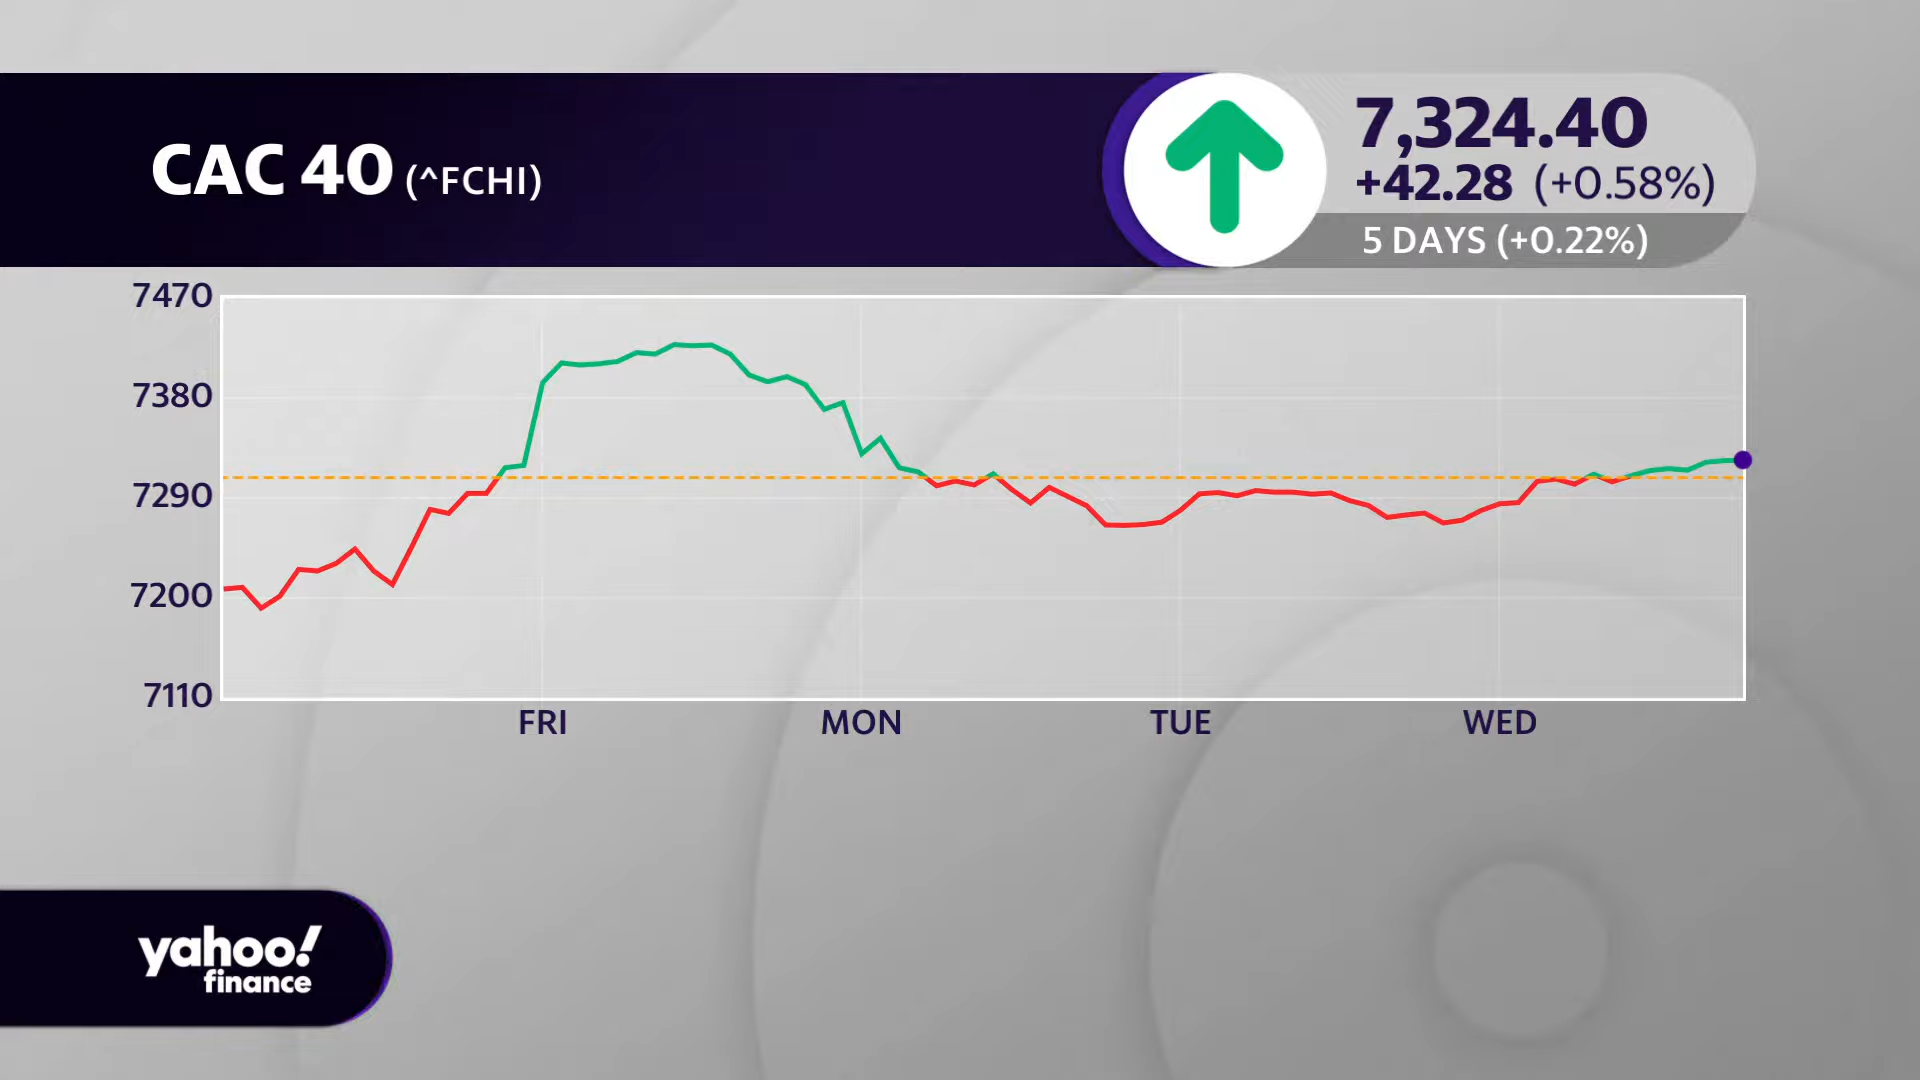 CAC 40 (^FCHI)
7,324.40
+42.28 (+0.58%)
5 DAYS (+0.22%)
7470
7380
7290
7200
7110
FRI MON TUE WED
yahoo!
finance